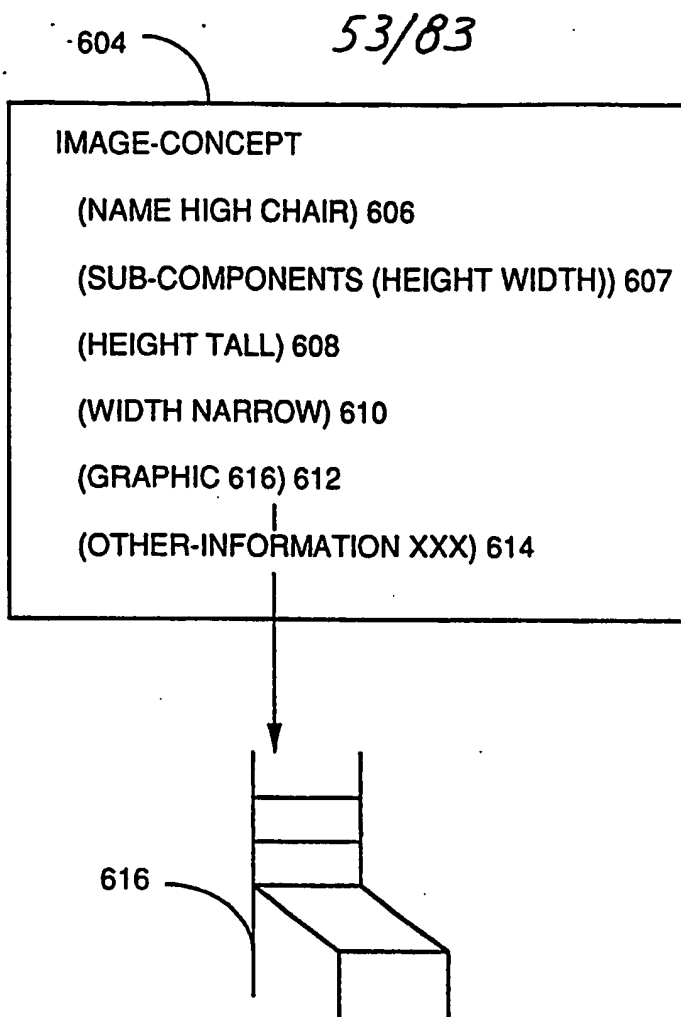 604
53/83
IMAGE-CONCEPT
(NAME HIGH CHAIR) 606
(SUB-COMPONENTS (HEIGHT WIDTH)) 607
(HEIGHT TALL) 608
(WIDTH NARROW) 610
(GRAPHIC 616) 612
(OTHER-INFORMATION XXX) 614
616